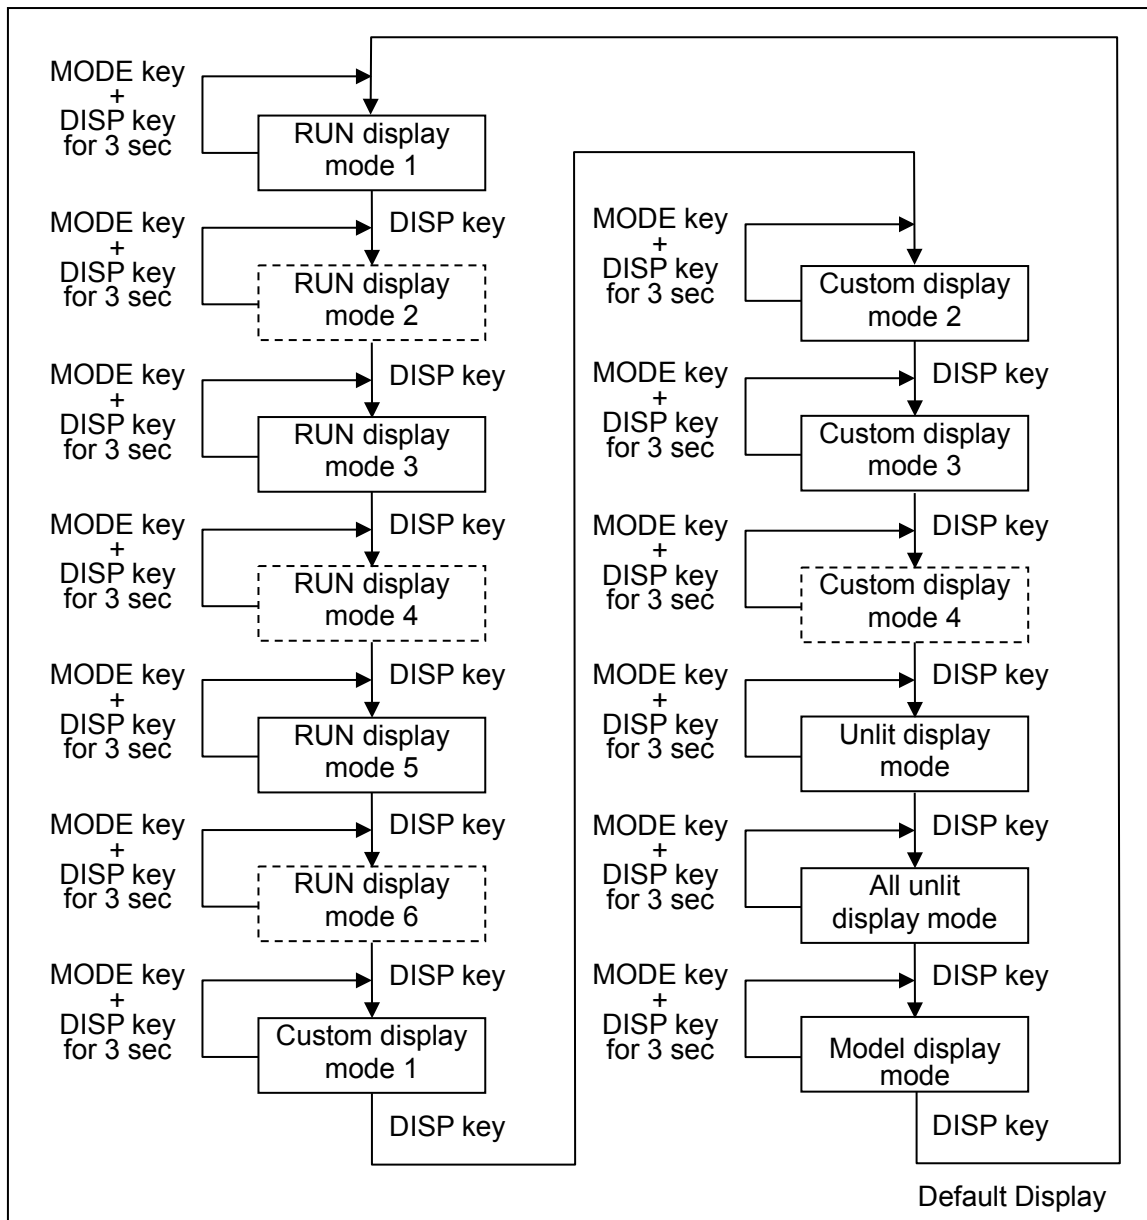 MODE key
+
DISP key
for 3 sec
RUN display
mode 1
DISP key
MODE key
+
DISP key
for 3 sec
RUN display
mode 2
DISP key
MODE key
+
DISP key
for 3 sec
RUN display
mode 3
DISP key
MODE key
+
DISP key
for 3 sec
RUN display
mode 4
DISP key
MODE key
+
DISP key
for 3 sec
RUN display
mode 5
DISP key
MODE key
+
DISP key
for 3 sec
RUN display
mode 6
DISP key
MODE key
+
DISP key
for 3 sec
Custom display
mode 1
DISP key
MODE key
+
DISP key
for 3 sec
Custom display
mode 2
DISP key
MODE key
+
DISP key
for 3 sec
Custom display
mode 3
DISP key
MODE key
+
DISP key
for 3 sec
Custom display
mode 4
DISP key
MODE key
+
DISP key
for 3 sec
Unlit display
mode
DISP key
MODE key
+
DISP key
for 3 sec
All unlit
display mode
DISP key
MODE key
+
DISP key
for 3 sec
Model display
mode
DISP key
Default Display